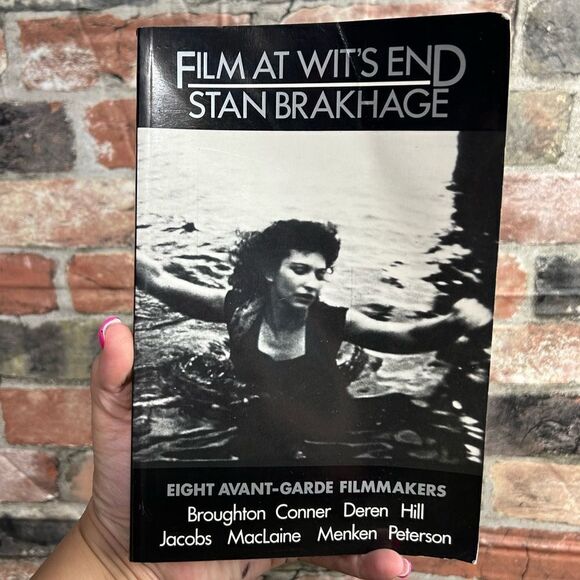 FILM AT WIT'S END
STAN BRAKHAGE
EIGHT AVANT-GARDE FILMMAKERS
Broughton Conner Deren Hill
Jacobs MacLaine Menken Peterson